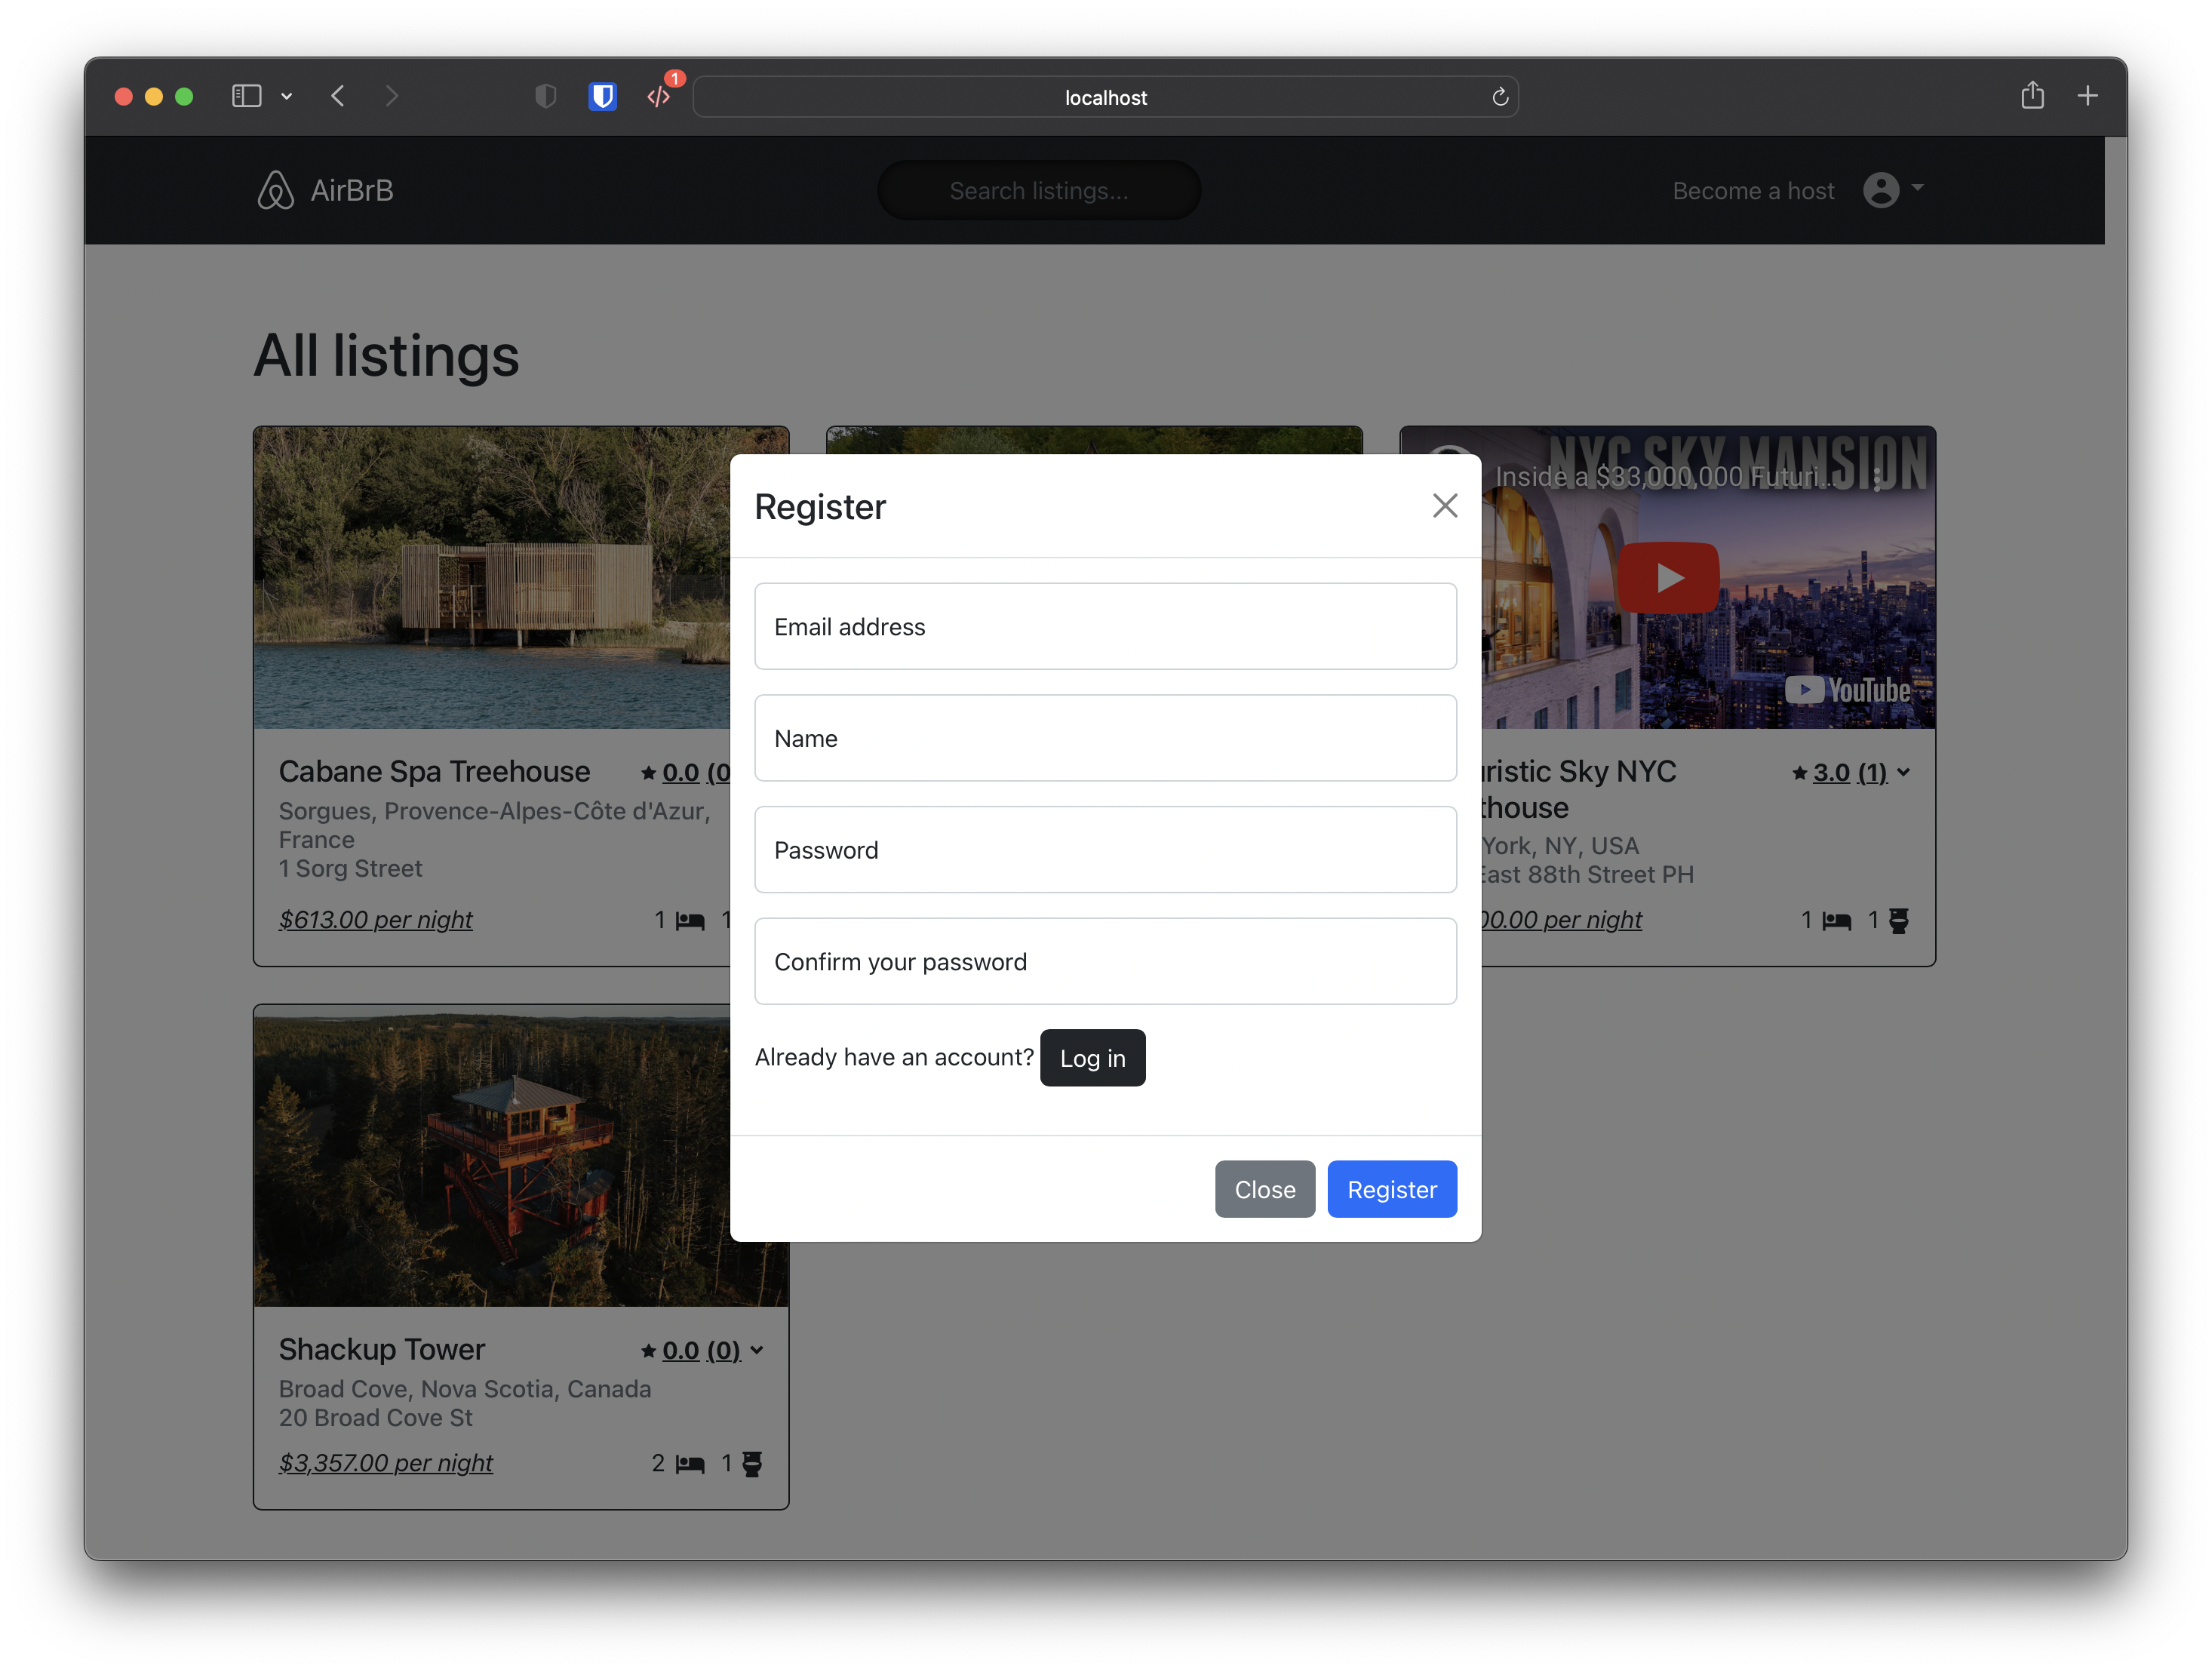 1
localhost
AirBrB
Search listings...
Become a host
All listings
NYC SKY MANSION
Inside a $33,000,000 Futuri...
YouTube
Register
Email address
Name
Password
Confirm your password
Already have an account? Log in
Close Register
Cabane Spa Treehouse 0.0 (0
Sorgues, Provence-Alpes-Côte d'Azur,
France
1 Sorg Street
$613.00 per night 1 1
ristic Sky NYC 3.0 (1)
thouse
York, NY, USA
East 88th Street PH
00.00 per night 1 1
Shackup Tower 0.0 (0)
Broad Cove, Nova Scotia, Canada
20 Broad Cove St
$3,357.00 per night 2 1